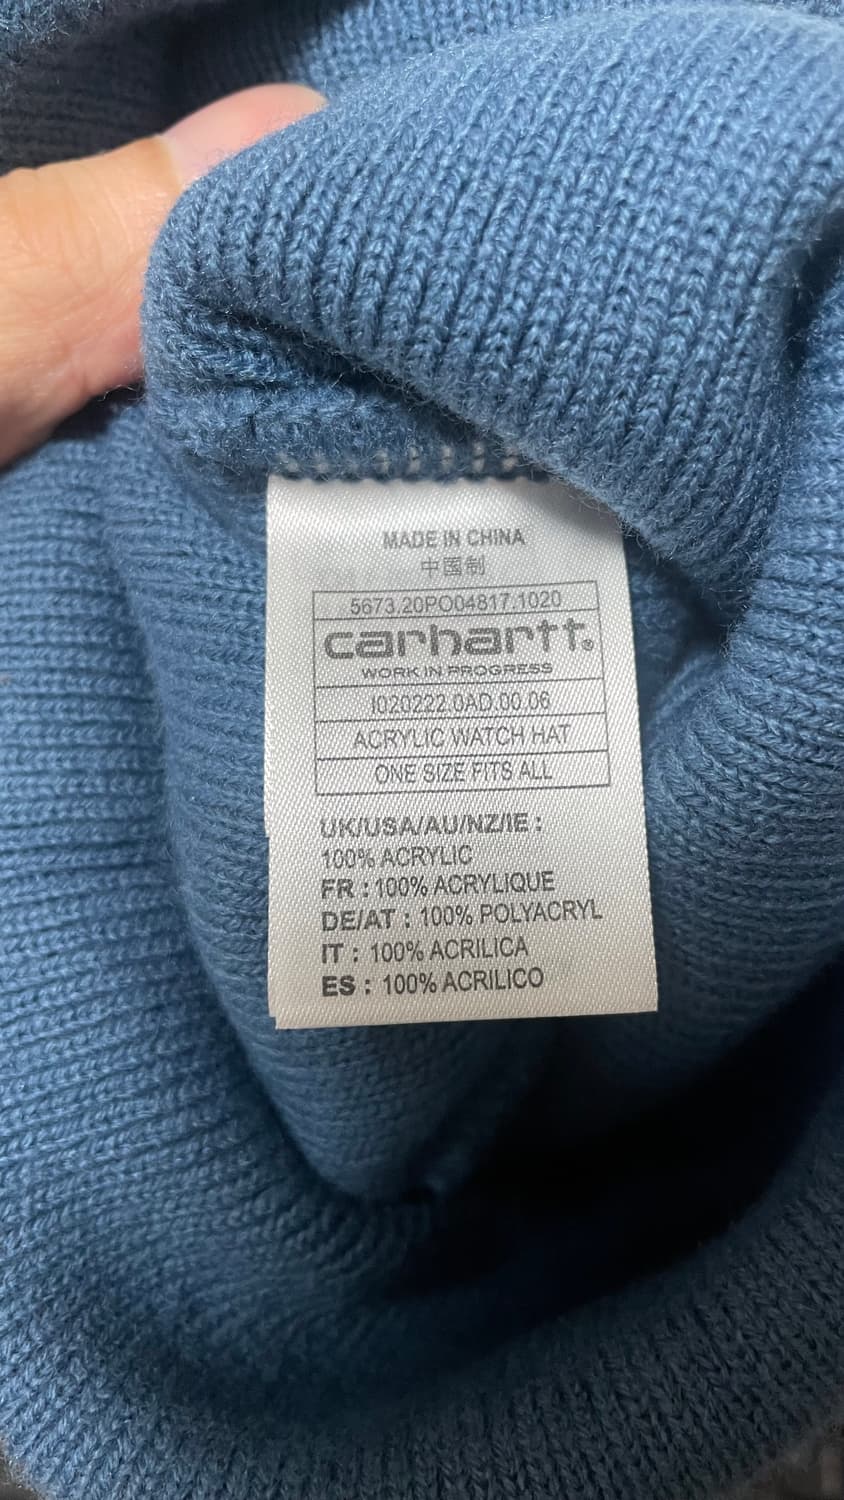 MADE IN CHINA
中国制
5673.20PO04817.1020
carhartt®
WORK IN PROGRESS
I020222.0AD.00.06
ACRYLIC WATCH HAT
ONE SIZE FITS ALL
UK/USA/AU/NZ/IE :
100% ACRYLIC
FR : 100% ACRYLIQUE
DE/AT : 100% POLYACRYL
IT : 100% ACRILICA
ES : 100% ACRILICO